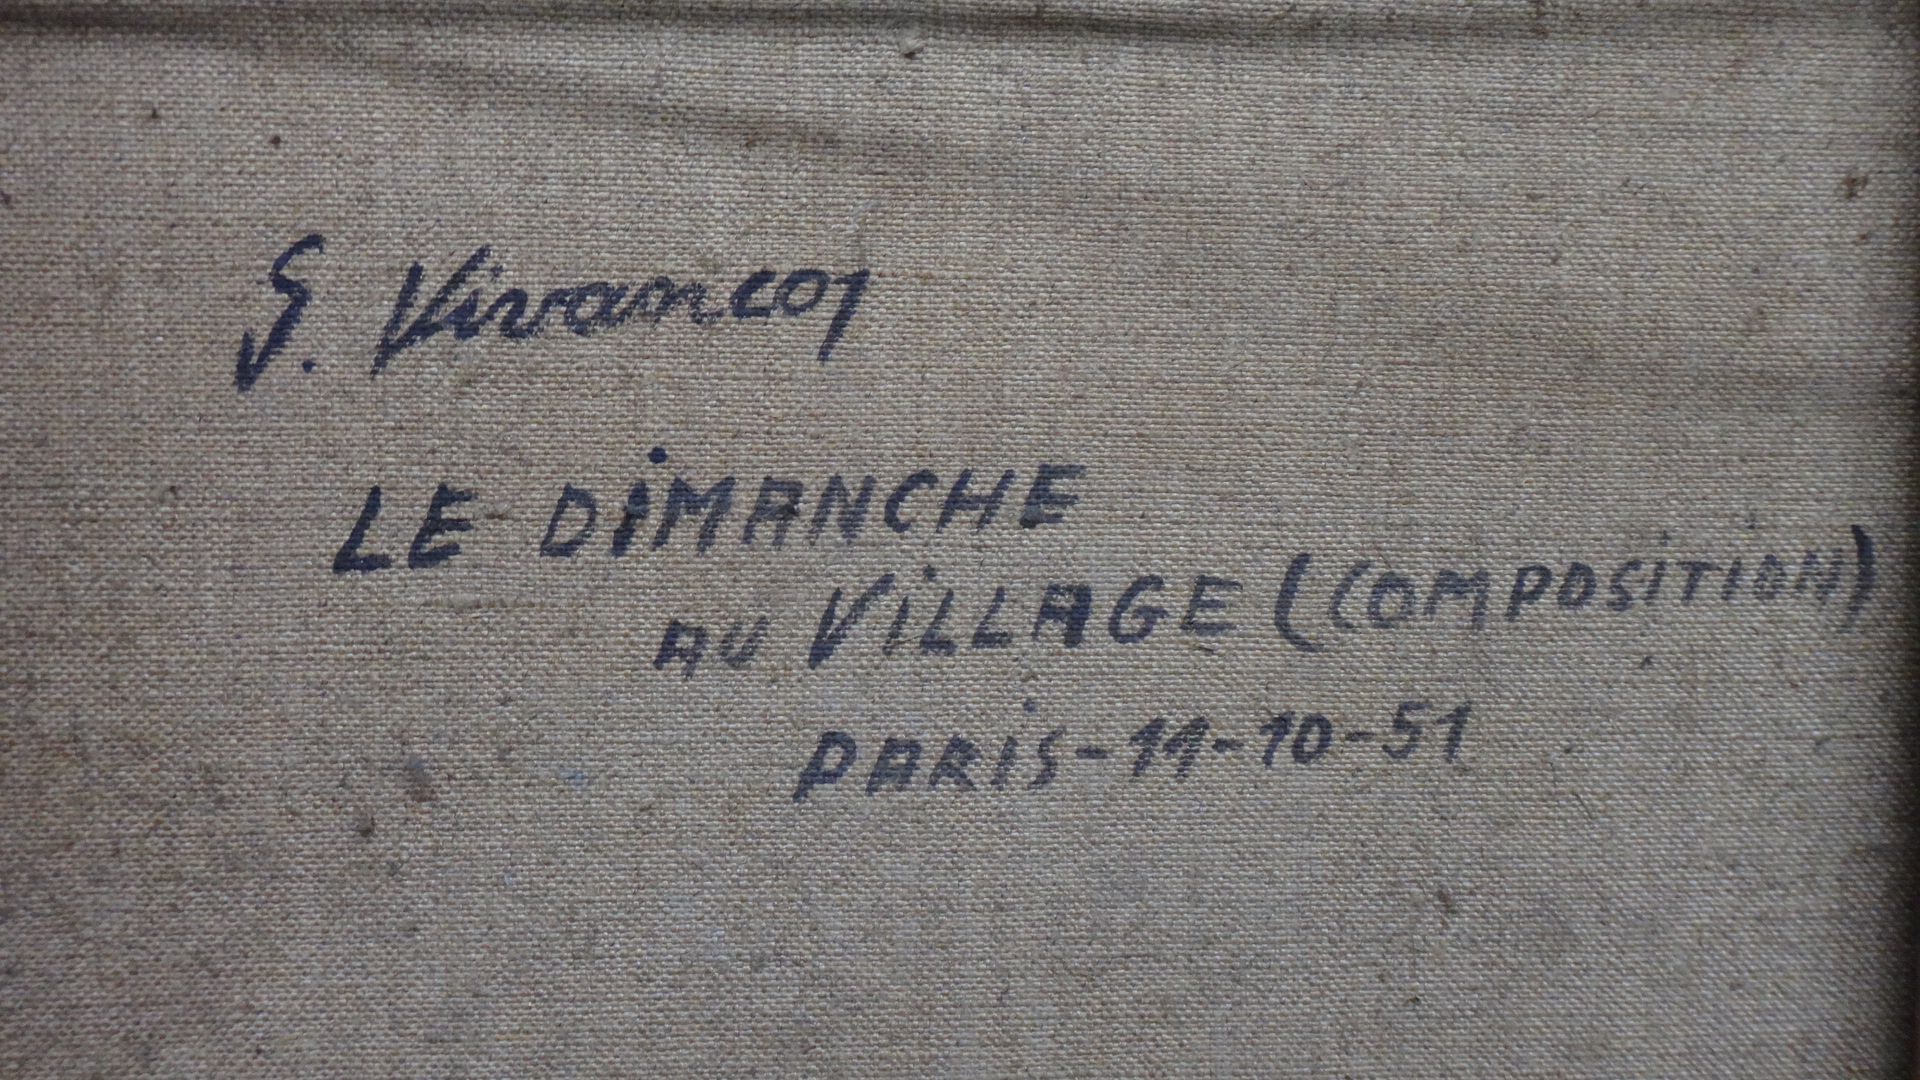 G. Vivancos
LE DIMANCHE
AU VILLAGE (COMPOSITION)
PARIS-11-10-51